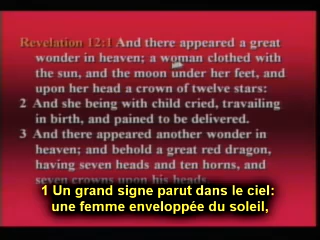 Revelation 12:1 And there appeared a great
wonder in heaven; a woman clothed with
the sun, and the moon under her feet, and
upon her head a crown of twelve stars:
2 And she being with child cried, travailing
in birth, and pained to be delivered.
3 And there appeared another wonder in
heaven; and behold a great red dragon,
having seven heads and ten horns, and
seven crowns upon his heads.
1 Un grand signe parut dans le ciel:
une femme enveloppée du soleil,